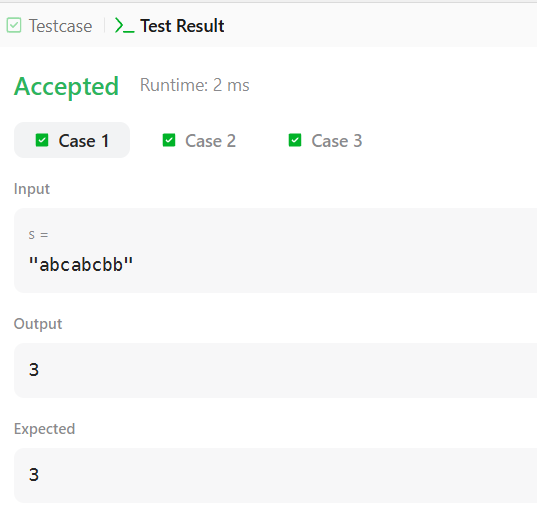 Testcase
Test Result
Accepted Runtime: 2 ms
Case 1 Case 2 Case 3
Input
s =
"abcabcbb"
Output
3
Expected
3